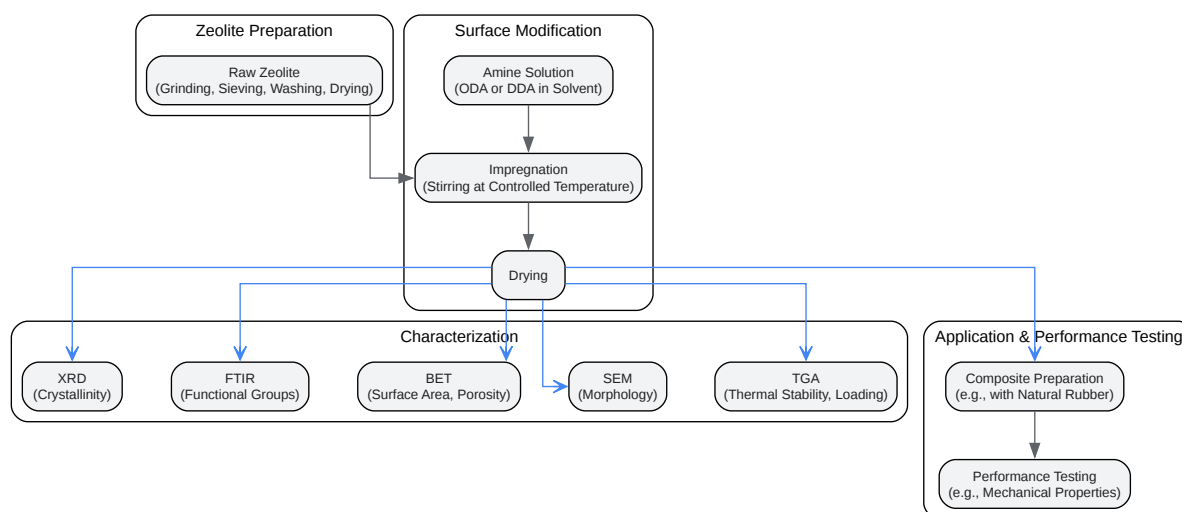 Zeolite Preparation
Raw Zeolite
(Grinding, Sieving, Washing, Drying)
Surface Modification
Amine Solution
(ODA or DDA in Solvent)
Impregnation
(Stirring at Controlled Temperature)
Drying
Characterization
XRD
(Crystallinity)
FTIR
(Functional Groups)
BET
(Surface Area, Porosity)
SEM
(Morphology)
TGA
(Thermal Stability, Loading)
Application & Performance Testing
Composite Preparation
(e.g., with Natural Rubber)
Performance Testing
(e.g., Mechanical Properties)